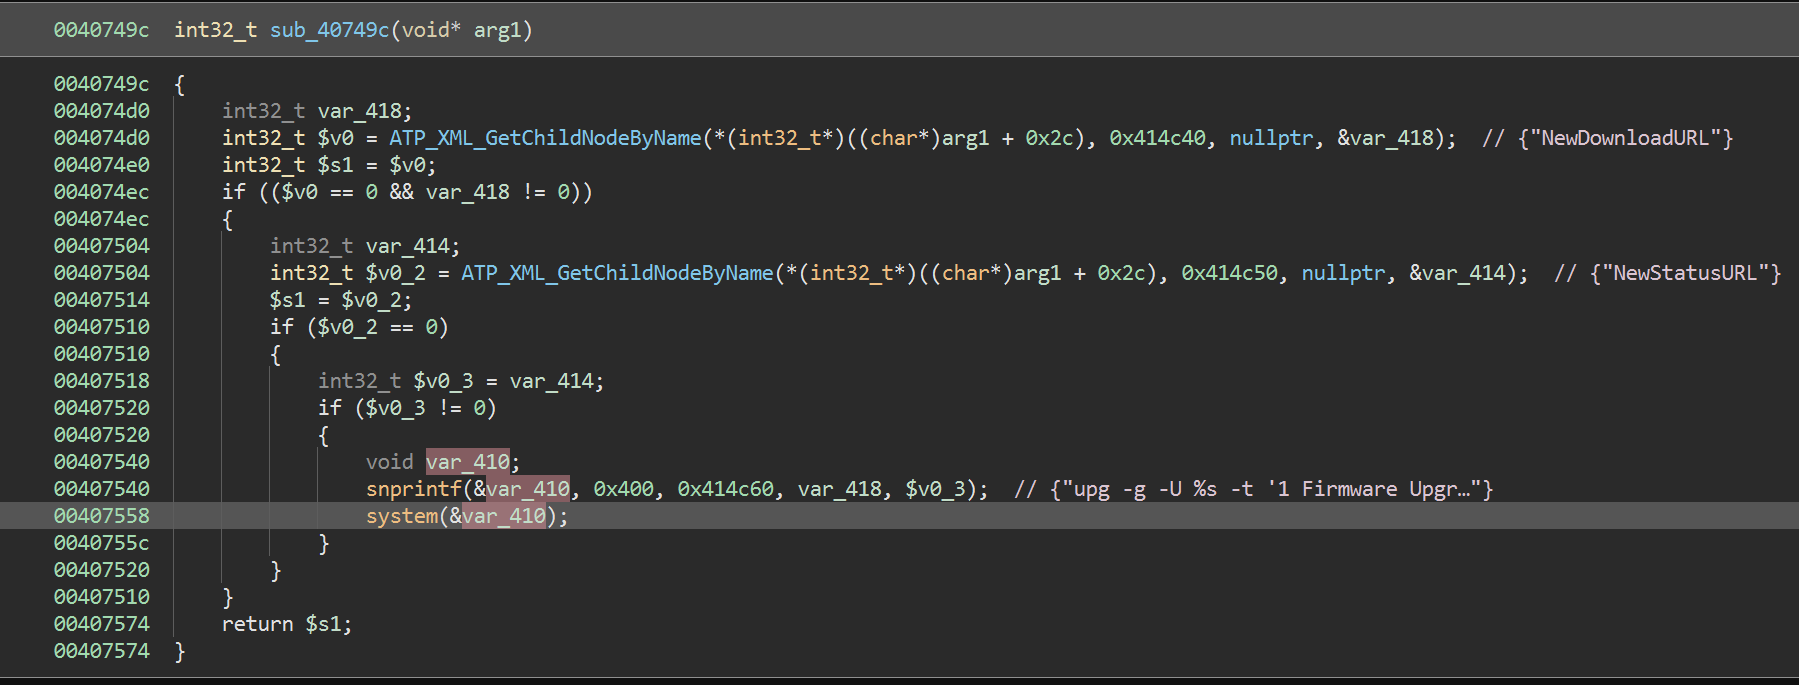 0040749c int32_t sub_40749c(void* arg1)
0040749c {
004074d0 int32_t var_418;
004074d0 int32_t $v0 = ATP_XML_GetChildNodeByName(*(int32_t*)((char*)arg1 + 0x2c), 0x414c40, nullptr, &var_418); // {"NewDownloadURL"}
004074e0 int32_t $s1 = $v0;
004074ec if (($v0 == 0 && var_418 != 0))
004074ec {
00407504 int32_t var_414;
00407504 int32_t $v0_2 = ATP_XML_GetChildNodeByName(*(int32_t*)((char*)arg1 + 0x2c), 0x414c50, nullptr, &var_414); // {"NewStatusURL"}
00407514 $s1 = $v0_2;
00407510 if ($v0_2 == 0)
00407510 {
00407518 int32_t $v0_3 = var_414;
00407520 if ($v0_3 != 0)
00407520 {
00407540 void var_410;
00407540 snprintf(&var_410, 0x400, 0x414c60, var_418, $v0_3); // {"upg -g -U %s -t '1 Firmware Upgr…"}
00407558 system(&var_410);
0040755c }
00407520 }
00407510 }
00407574 return $s1;
00407574 }